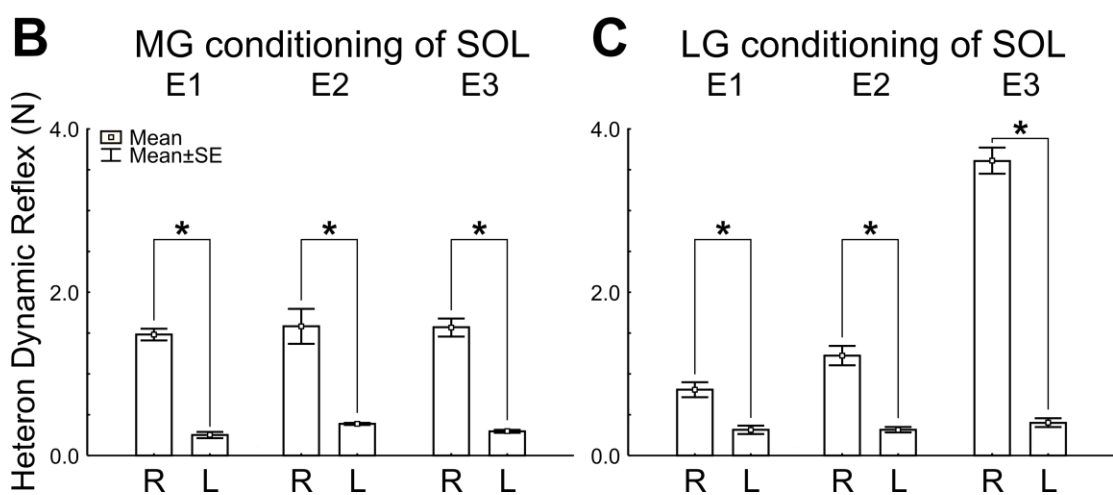 B MG conditioning of SOL
E1 E2 E3
Heteron Dynamic Reflex (N)
4.0
2.0
0.0
Mean
Mean±SE
* * *
R L R L R L
C LG conditioning of SOL
E1 E2 E3
4.0
2.0
0.0
* * *
R L R L R L